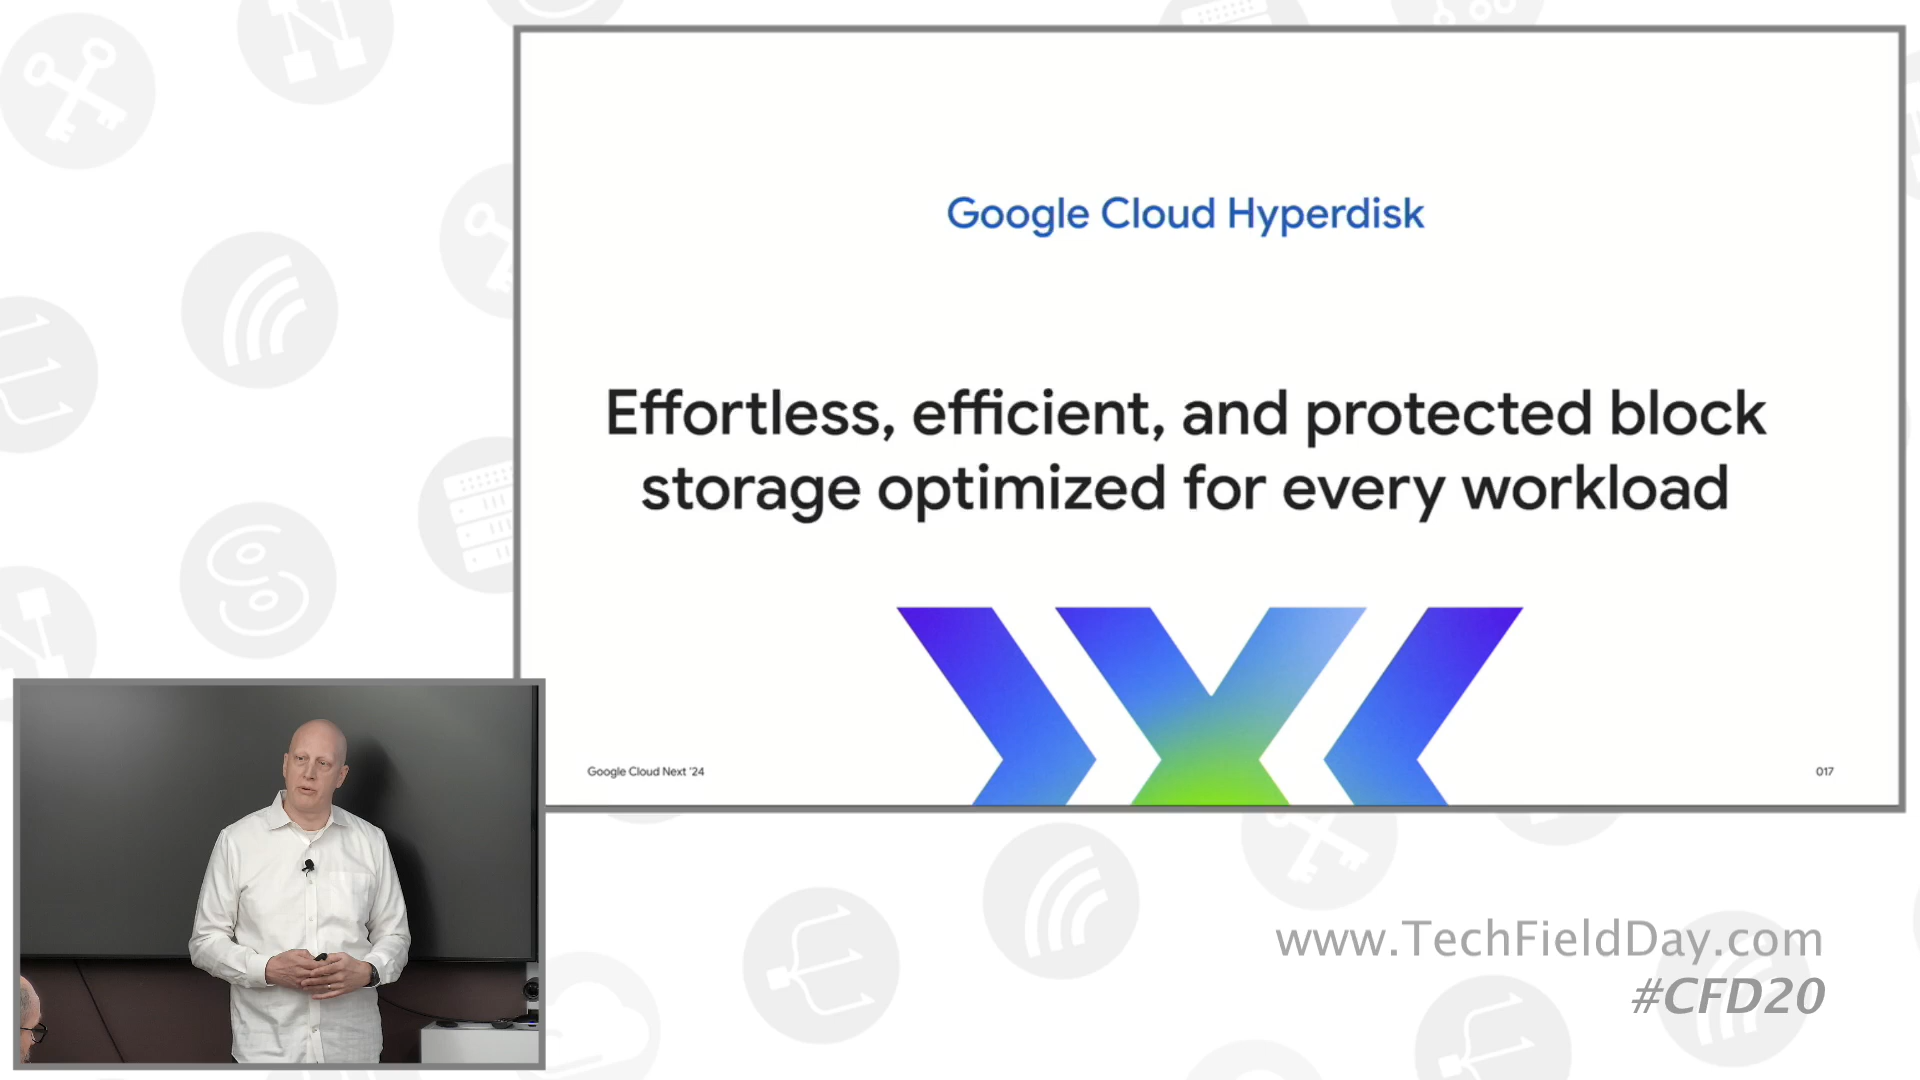 Google Cloud Hyperdisk
Effortless, efficient, and protected block
storage optimized for every workload
Google Cloud Next '24
017
www.TechFieldDay.com
#CFD20